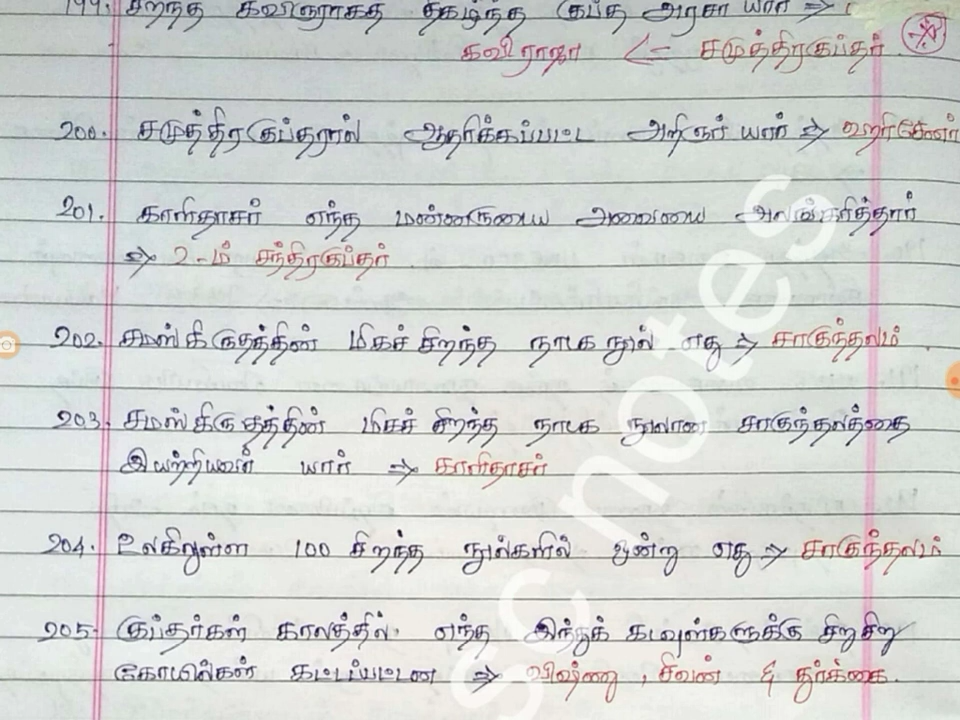 199. சிறந்த கவிஞராகத் திகழ்ந்த குப்த அரசர் யார் ⇒
கவிராஜா <= சமுத்திரகுப்தர்.
200. சமுத்திரகுப்தரால் ஆதரிக்கப்பட்ட அறிஞர் யார் ⇒ ஹரிசேனர்
201. காளிதாசர் எந்த மன்னருடைய அவையை அலங்கரித்தார்
⇒ 2-ம் சந்திரகுப்தர்.
202. சமஸ்கிருதத்தின் மிகச் சிறந்த நாடக நூல் எது ⇒ சாகுந்தலம்.
203. சமஸ்கிருதத்தின் மிகச் சிறந்த நாடக நூலான சாகுந்தலத்தை
இயற்றியவர் யார் ⇒ காளிதாசர்
204. உலகிலுள்ள 100 சிறந்த நூல்களில் ஒன்று எது ⇒ சாகுந்தலம்
205. குப்தர்கள் காலத்தில் எந்த இந்துக் கடவுள்களுக்கு சிறு சிறு
கோயில்கள் கட்டப்பட்டன ⇒ விஷ்ணு, சிவன் & துர்க்கை.
sc notes